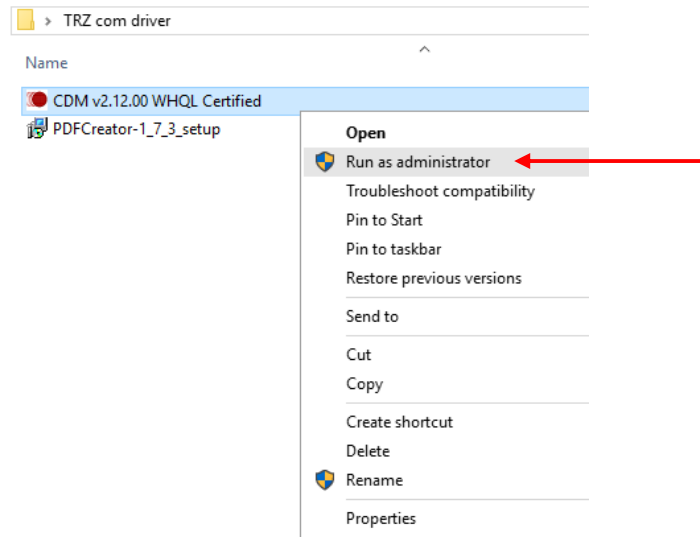 TRZ com driver
Name
CDM v2.12.00 WHQL Certified
PDFCreator-1_7_3_setup
Open
Run as administrator
Troubleshoot compatibility
Pin to Start
Pin to taskbar
Restore previous versions
Send to
Cut
Copy
Create shortcut
Delete
Rename
Properties